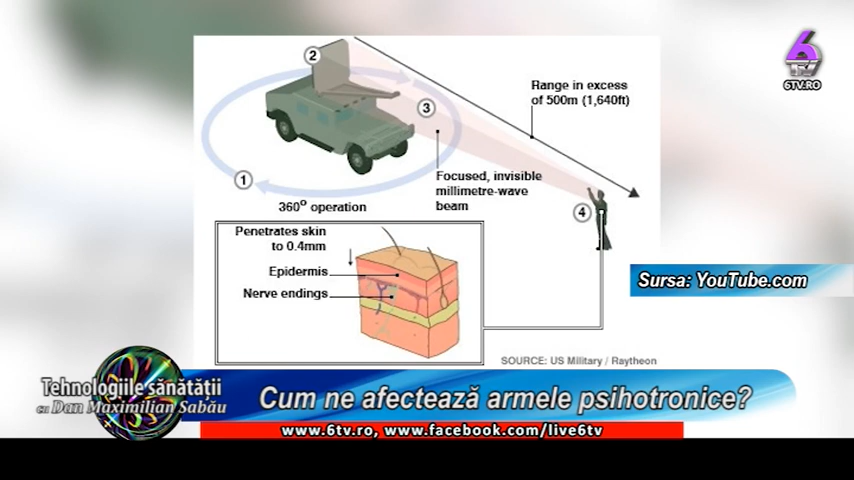 6
TV
6TV.RO
2
Range in excess
of 500m (1,640ft)
3
Focused, invisible
millimetre-wave
beam
1
360° operation
4
Penetrates skin
to 0.4mm
Epidermis
Nerve endings
SOURCE: US Military / Raytheon
Sursa: YouTube.com
Tehnologiile sănătății
cu Dan Maximilian Sabău
Cum ne afectează armele psihotronice?
www.6tv.ro, www.facebook.com/live6tv